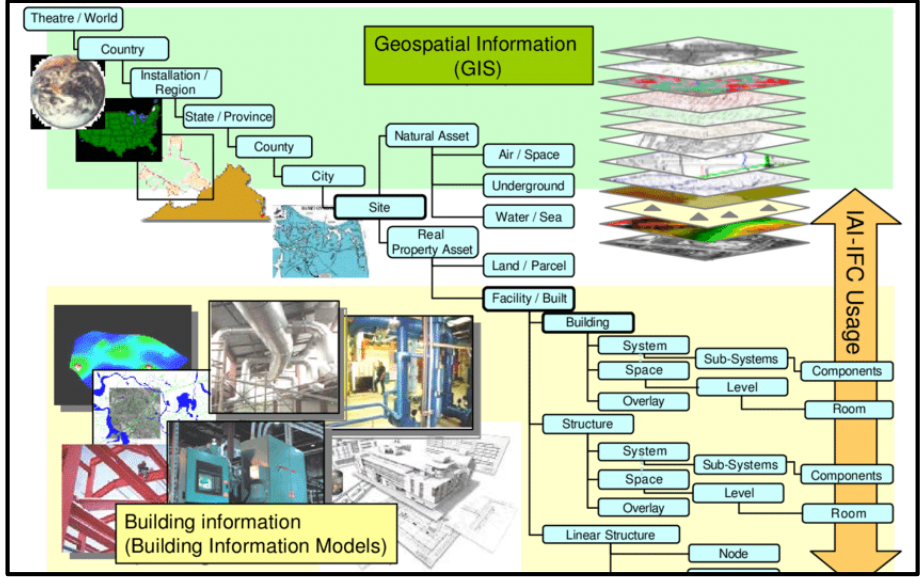 Theatre / World
Country
Installation /
Region
State / Province
County
City
Site
Geospatial Information
(GIS)
Natural Asset
Air / Space
Underground
Water / Sea
Real
Property Asset
Land / Parcel
Facility / Built
IAI-IFC Usage
Building
System
Sub-Systems
Components
Space
Level
Room
Overlay
Structure
System
Sub-Systems
Components
Space
Level
Room
Overlay
Linear Structure
Node
Building information
(Building Information Models)